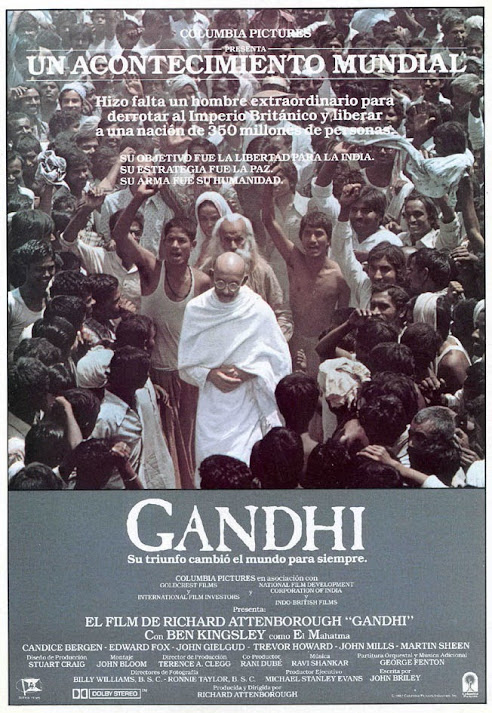 COLUMBIA PICTURES
PRESENTA
UN ACONTECIMIENTO MUNDIAL
Hizo falta un hombre extraordinario para
derrotar al Imperio Británico y liberar
a una nación de 350 millones de personas.
SU OBJETIVO FUE LA LIBERTAD PARA LA INDIA.
SU ESTRATEGIA FUE LA PAZ.
SU ARMA FUE SU HUMANIDAD.
GANDHI
Su triunfo cambió el mundo para siempre.
COLUMBIA PICTURES en asociación con
GOLDCREST FILMS NATIONAL FILM DEVELOPMENT
y CORPORATION OF INDIA
INTERNATIONAL FILM INVESTORS y
INDO-BRITISH FILMS
Presenta:
EL FILM DE RICHARD ATTENBOROUGH "GANDHI"
Con BEN KINGSLEY como El Mahatma
CANDICE BERGEN - EDWARD FOX - JOHN GIELGUD - TREVOR HOWARD - JOHN MILLS - MARTIN SHEEN
Diseño de Producción Montaje Director de Producción Co Productor Música Partitura Orquestal y Música Adicional
STUART CRAIG JOHN BLOOM TERENCE A. CLEGG RANI DUBÉ RAVI SHANKAR GEORGE FENTON
Directores de Fotografía Productor Ejecutivo Escrita por
BILLY WILLIAMS, B. S. C. - RONNIE TAYLOR, B. S. C. MICHAEL STANLEY EVANS JOHN BRILEY
Producida y Dirigida por
DOLBY STEREO RICHARD ATTENBOROUGH